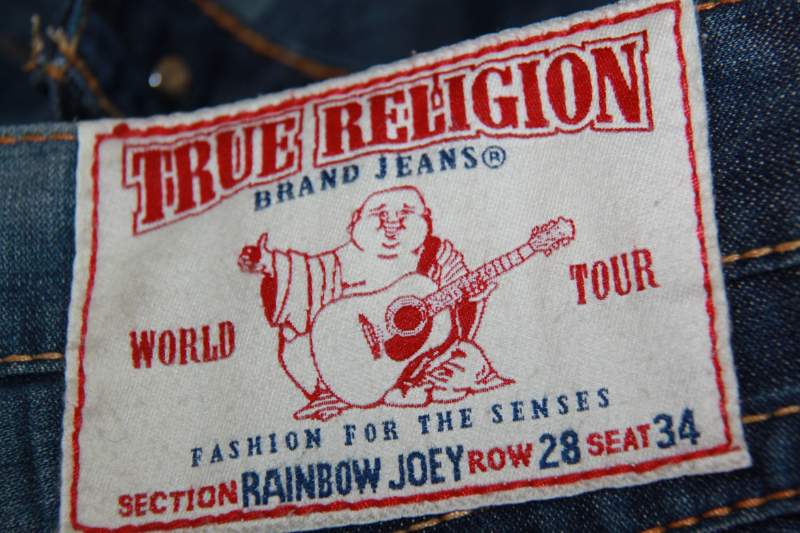 TRUE RELIGION
BRAND JEANS®
WORLD TOUR
FASHION FOR THE SENSES
SECTION RAINBOW JOEY ROW 28 SEAT 34